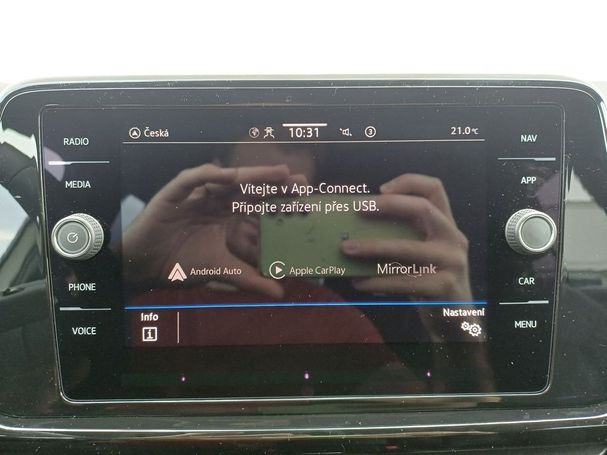 RADIO
MEDIA
PHONE
VOICE
Česká
10:31
3
21.0°C
Vítejte v App-Connect.
Připojte zařízení přes USB.
Android Auto
Apple CarPlay
MirrorLink
Info
Nastavení
NAV
APP
CAR
MENU